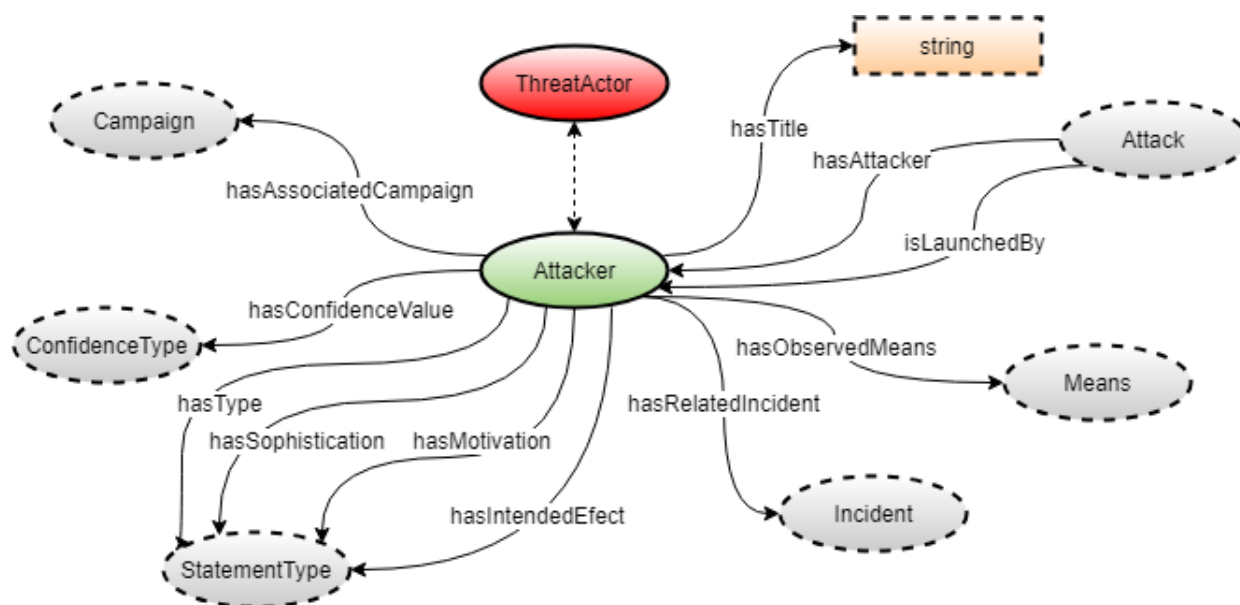 string
ThreatActor
Campaign
hasTitle
Attack
hasAttacker
hasAssociatedCampaign
isLaunchedBy
Attacker
hasConfidenceValue
ConfidenceType
hasObservedMeans
Means
hasType
hasRelatedIncident
hasSophistication
hasMotivation
hasIntendedEfect
Incident
StatementType